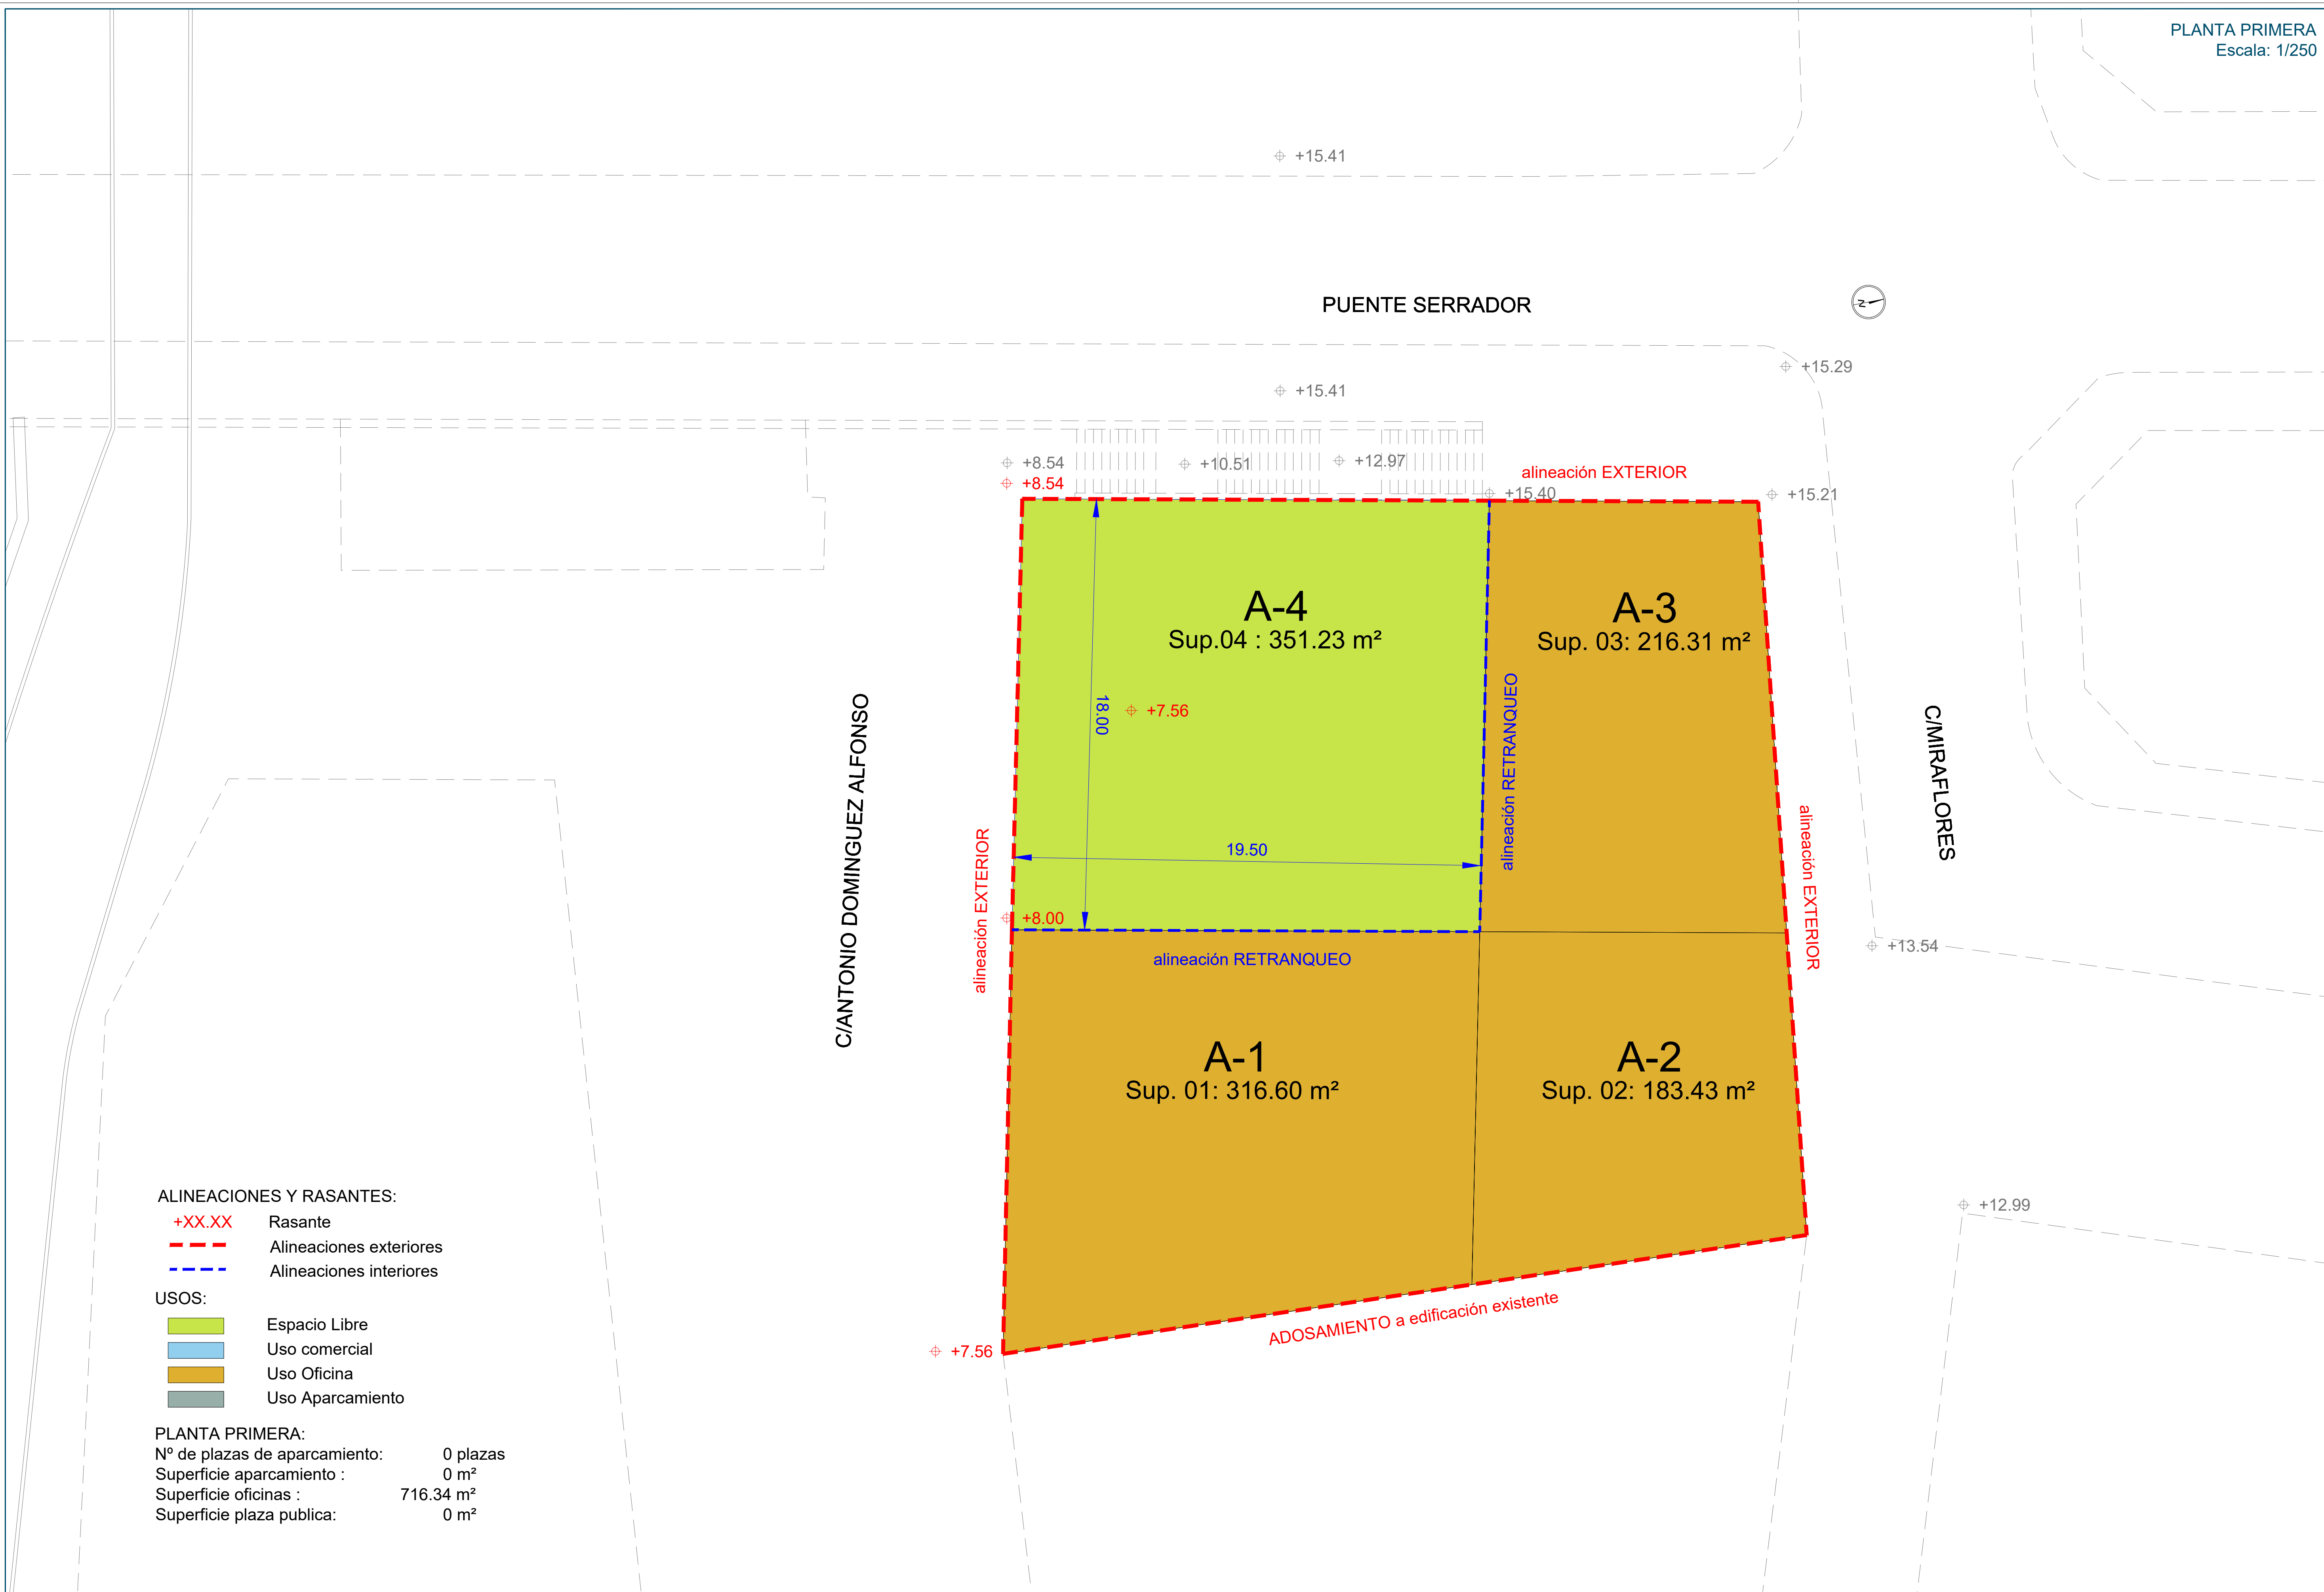 PLANTA PRIMERA
Escala: 1/250
+15.41
PUENTE SERRADOR
N
+15.29
+15.41
+8.54
+10.51
+12.97
alineación EXTERIOR
+8.54
+15.40
+15.21
A-4
Sup.04 : 351.23 m²
A-3
Sup. 03: 216.31 m²
18.00
+7.56
alineación RETRANQUEO
C/ANTONIO DOMINGUEZ ALFONSO
C/MIRAFLORES
19.50
alineación EXTERIOR
alineación EXTERIOR
+8.00
+13.54
alineación RETRANQUEO
A-1
Sup. 01: 316.60 m²
A-2
Sup. 02: 183.43 m²
+12.99
ADOSAMIENTO a edificación existente
+7.56
ALINEACIONES Y RASANTES:
+XX.XX Rasante
Alineaciones exteriores
Alineaciones interiores
USOS:
Espacio Libre
Uso comercial
Uso Oficina
Uso Aparcamiento
PLANTA PRIMERA:
Nº de plazas de aparcamiento: 0 plazas
Superficie aparcamiento : 0 m²
Superficie oficinas : 716.34 m²
Superficie plaza publica: 0 m²